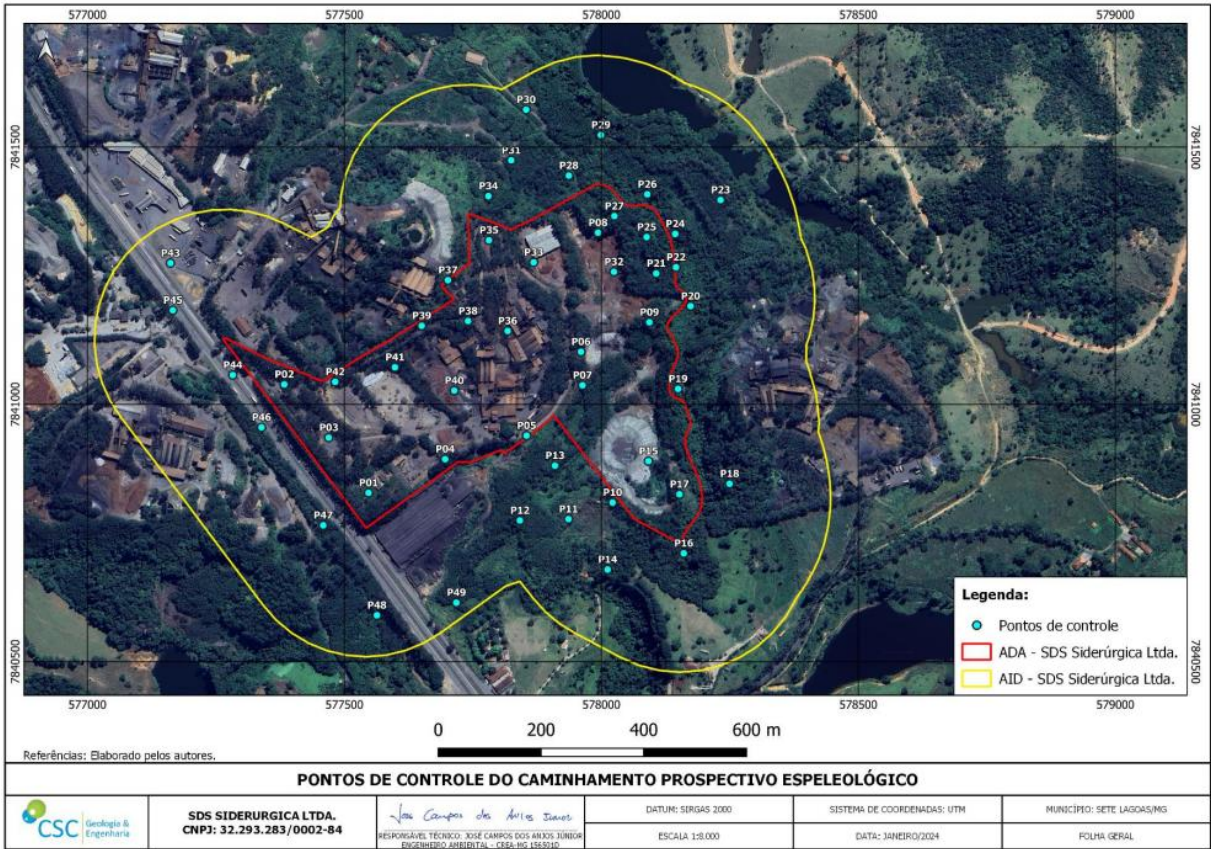 577000 577500 578000 578500 579000
7841500 7841500
7841000 7841000
7840500 7840500
P30
P29
P31
P28
P34
P26
P23
P27
P08
P25
P24
P35
P33
P43
P32
P21
P22
P37
P45
P20
P39
P38
P36
P09
P06
P41
P44
P02
P42
P40
P07
P19
P46
P03
P05
P04
P13
P15
P01
P17
P18
P10
P47
P12
P11
P16
P14
P49
P48
Legenda:
Pontos de controle
ADA - SDS Siderúrgica Ltda.
AID - SDS Siderúrgica Ltda.
577000 577500 578000 578500 579000
0 200 400 600 m
Referências: Elaborado pelos autores.
PONTOS DE CONTROLE DO CAMINHAMENTO PROSPECTIVO ESPELEOLÓGICO
CSC Geologia &
Engenharia
SDS SIDERURGICA LTDA.
CNPJ: 32.293.283/0002-84
José Campos dos Anjos Júnior
RESPONSÁVEL TÉCNICO: JOSÉ CAMPOS DOS ANJOS JÚNIOR
ENGENHEIRO AMBIENTAL - CREA-MG 156501D
DATUM: SIRGAS 2000
SISTEMA DE COORDENADAS: UTM
MUNICÍPIO: SETE LAGOAS/MG
ESCALA 1:8.000
DATA: JANEIRO/2024
FOLHA GERAL